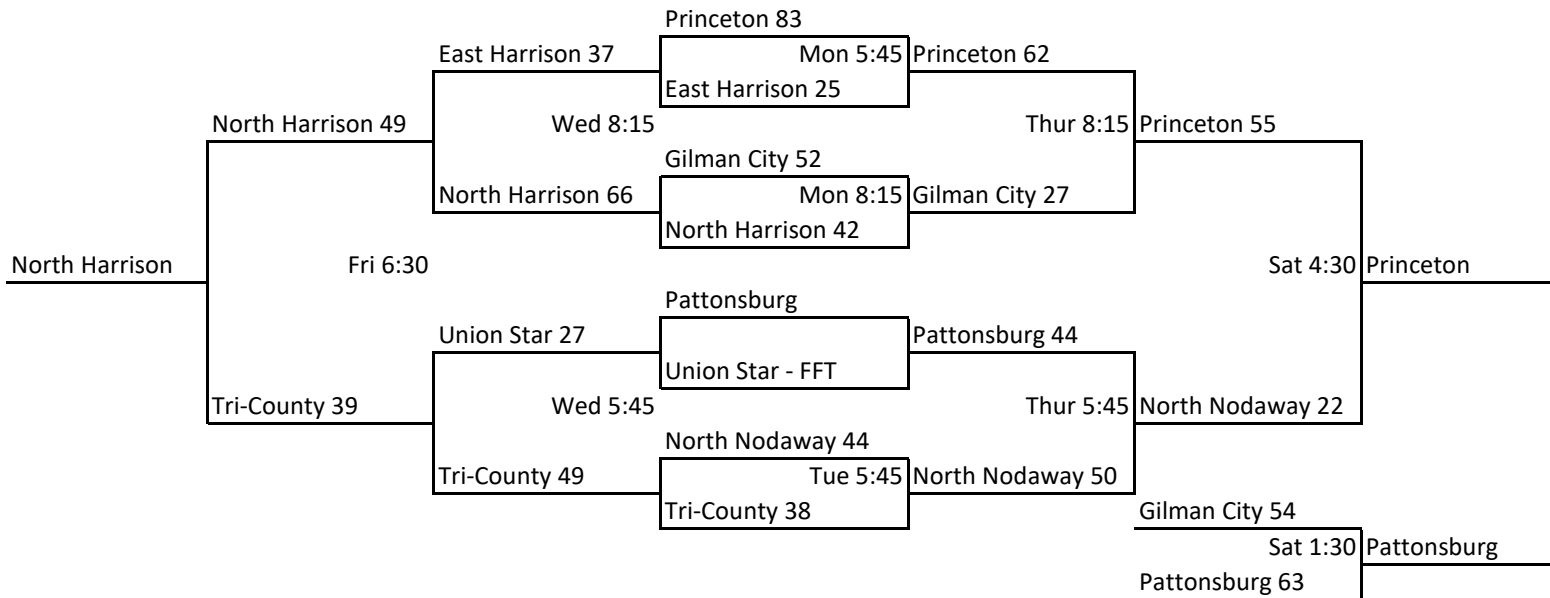 Princeton 83
East Harrison 37
Mon 5:45
Princeton 62
East Harrison 25
North Harrison 49
Wed 8:15
Thur 8:15
Princeton 55
Gilman City 52
North Harrison 66
Mon 8:15
Gilman City 27
North Harrison 42
North Harrison
Fri 6:30
Sat 4:30
Princeton
Pattonsburg
Union Star 27
Pattonsburg 44
Union Star - FFT
Tri-County 39
Wed 5:45
Thur 5:45
North Nodaway 22
North Nodaway 44
Tri-County 49
Tue 5:45
North Nodaway 50
Tri-County 38
Gilman City 54
Sat 1:30
Pattonsburg
Pattonsburg 63